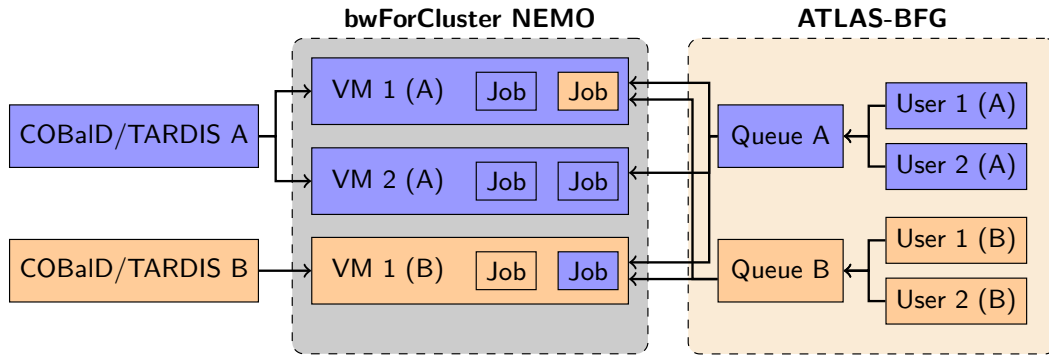 bwForCluster NEMO
ATLAS-BFG
COBalD/TARDIS A
COBalD/TARDIS B
VM 1 (A)
Job
Job
VM 2 (A)
Job
Job
VM 1 (B)
Job
Job
Queue A
Queue B
User 1 (A)
User 2 (A)
User 1 (B)
User 2 (B)